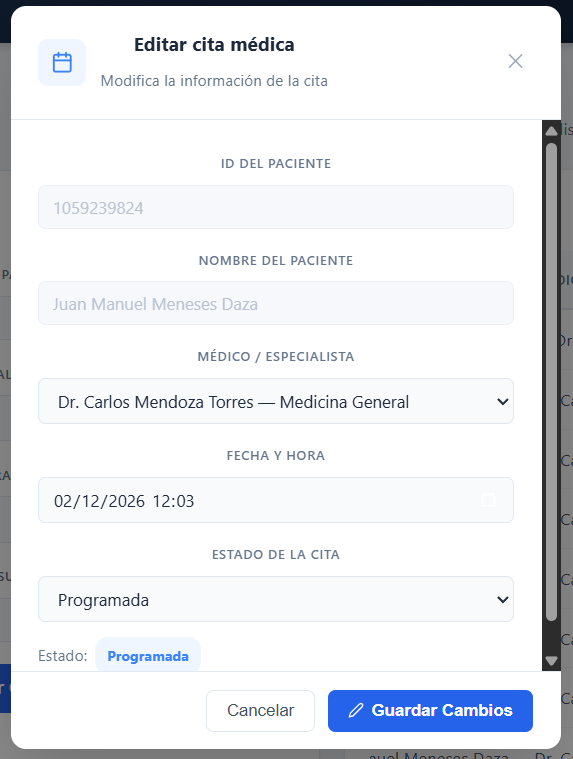 Editar cita médica
Modifica la información de la cita
ID DEL PACIENTE
1059239824
NOMBRE DEL PACIENTE
Juan Manuel Meneses Daza
MÉDICO / ESPECIALISTA
Dr. Carlos Mendoza Torres — Medicina General
FECHA Y HORA
02/12/2026 12:03
ESTADO DE LA CITA
Programada
Estado: Programada
Cancelar
Guardar Cambios